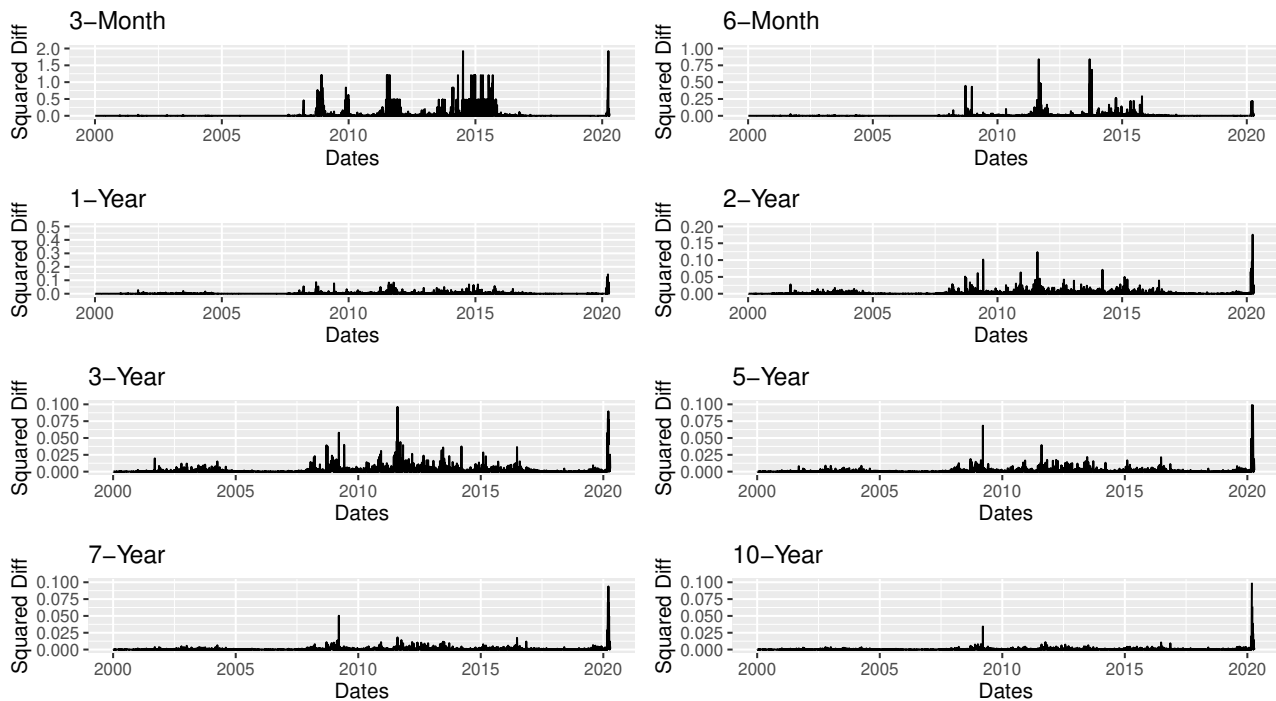 3−Month
Squared Diff
2.0
1.5
1.0
0.5
0.0
2000 2005 2010 2015 2020
Dates
6−Month
Squared Diff
1.00
0.75
0.50
0.25
0.00
2000 2005 2010 2015 2020
Dates
1−Year
Squared Diff
0.5
0.4
0.3
0.2
0.1
0.0
2000 2005 2010 2015 2020
Dates
2−Year
Squared Diff
0.20
0.15
0.10
0.05
0.00
2000 2005 2010 2015 2020
Dates
3−Year
Squared Diff
0.100
0.075
0.050
0.025
0.000
2000 2005 2010 2015 2020
Dates
5−Year
Squared Diff
0.100
0.075
0.050
0.025
0.000
2000 2005 2010 2015 2020
Dates
7−Year
Squared Diff
0.100
0.075
0.050
0.025
0.000
2000 2005 2010 2015 2020
Dates
10−Year
Squared Diff
0.100
0.075
0.050
0.025
0.000
2000 2005 2010 2015 2020
Dates